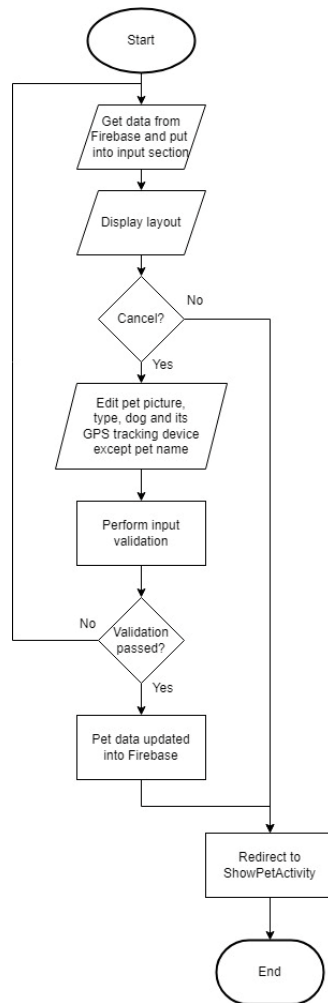 Start
Get data from
Firebase and put
into input section
Display layout
Cancel?
No
Yes
Edit pet picture,
type, dog and its
GPS tracking device
except pet name
Perform input
validation
No
Validation
passed?
Yes
Pet data updated
into Firebase
Redirect to
ShowPetActivity
End